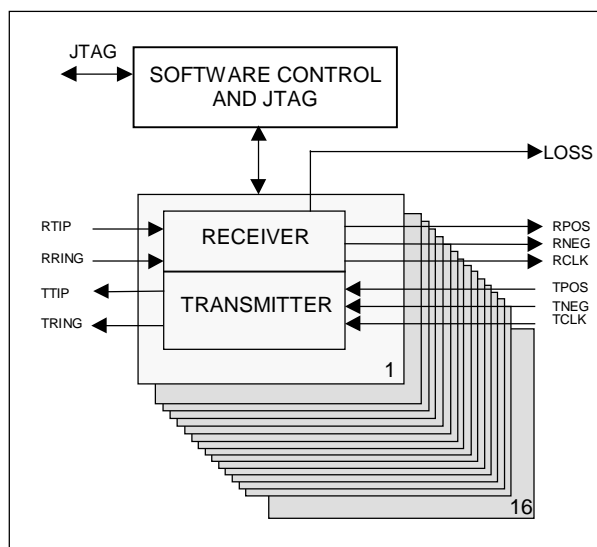 JTAG
SOFTWARE CONTROL
AND JTAG
LOSS
RTIP
RRING
TTIP
TRING
RECEIVER
TRANSMITTER
RPOS
RNEG
RCLK
TPOS
TNEG
TCLK
1
16